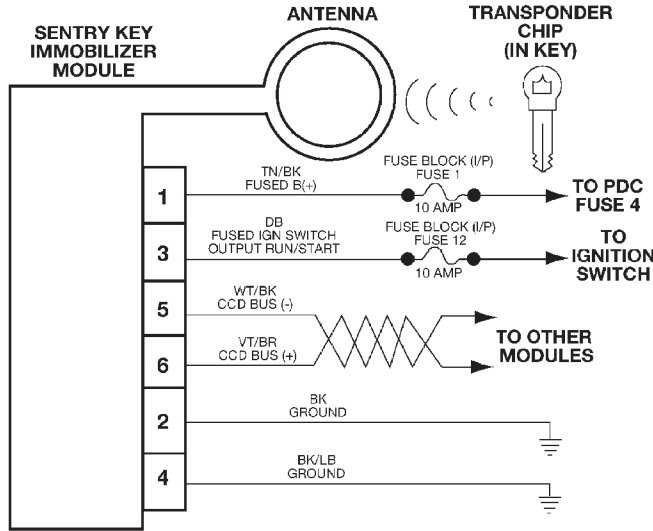 ANTENNA
TRANSPONDER
CHIP
(IN KEY)
SENTRY KEY
IMMOBILIZER
MODULE
1
TN/BK
FUSED B(+)
FUSE BLOCK (I/P)
FUSE 1
10 AMP
TO PDC
FUSE 4
3
DB
FUSED IGN SWITCH
OUTPUT RUN/START
FUSE BLOCK (I/P)
FUSE 12
10 AMP
TO
IGNITION
SWITCH
5
WT/BK
CCD BUS (-)
6
VT/BR
CCD BUS (+)
TO OTHER
MODULES
2
BK
GROUND
4
BK/LB
GROUND